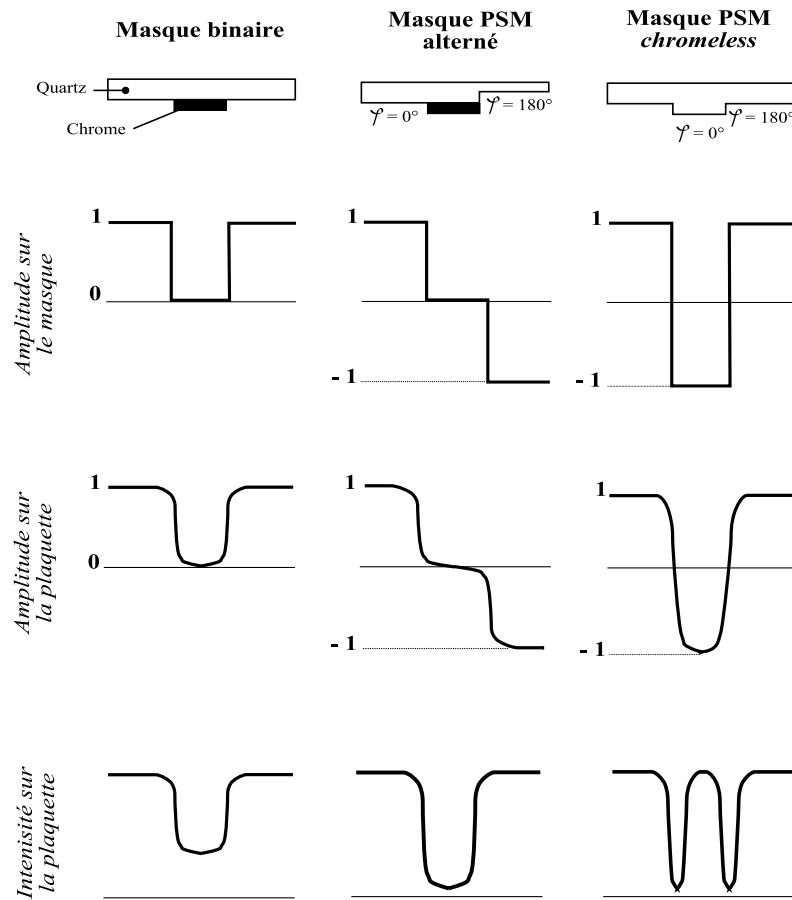 Masque binaire
Masque PSM
alterné
Masque PSM
chromeless
Quartz
Chrome
𝛾 = 0°
𝛾 = 180°
𝛾 = 0°
𝛾 = 180°
Amplitude sur
le masque
1
0
1
- 1
1
- 1
Amplitude sur
la plaquette
1
0
1
- 1
1
- 1
Intenisité sur
la plaquette